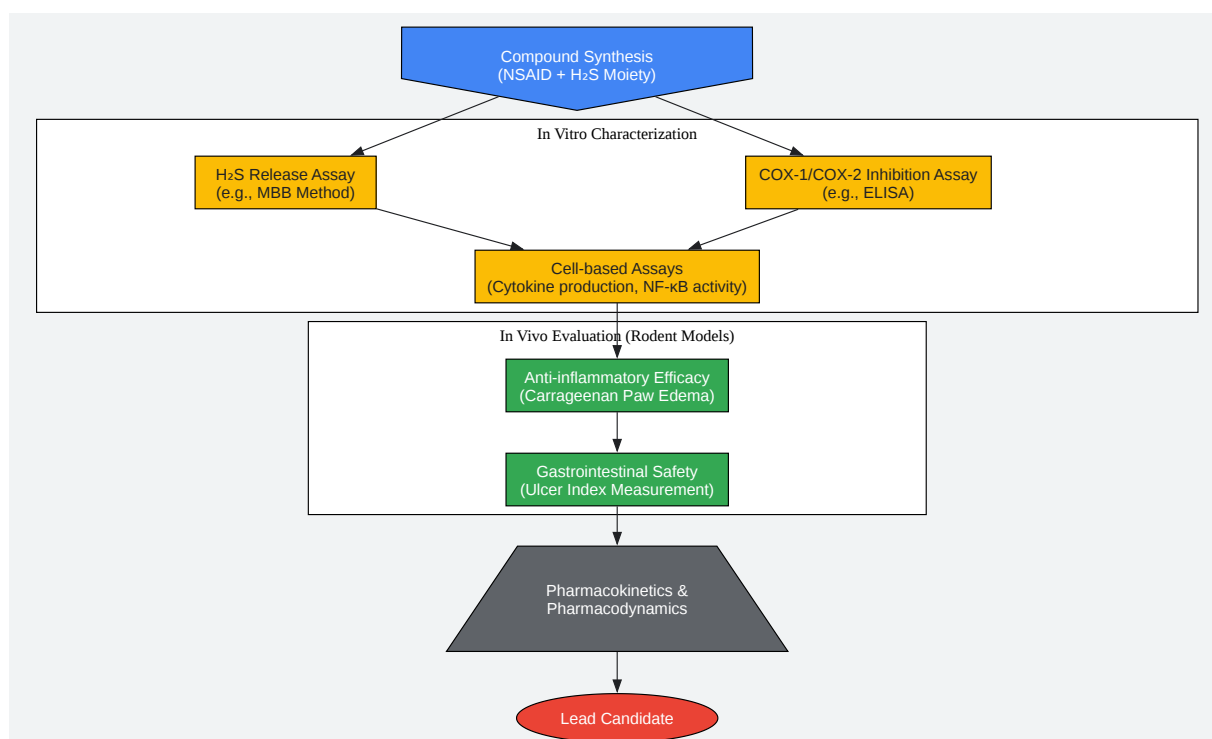 Compound Synthesis
(NSAID + H₂S Moiety)
In Vitro Characterization
H₂S Release Assay
(e.g., MBB Method)
COX-1/COX-2 Inhibition Assay
(e.g., ELISA)
Cell-based Assays
(Cytokine production, NF-κB activity)
In Vivo Evaluation (Rodent Models)
Anti-inflammatory Efficacy
(Carrageenan Paw Edema)
Gastrointestinal Safety
(Ulcer Index Measurement)
Pharmacokinetics &
Pharmacodynamics
Lead Candidate